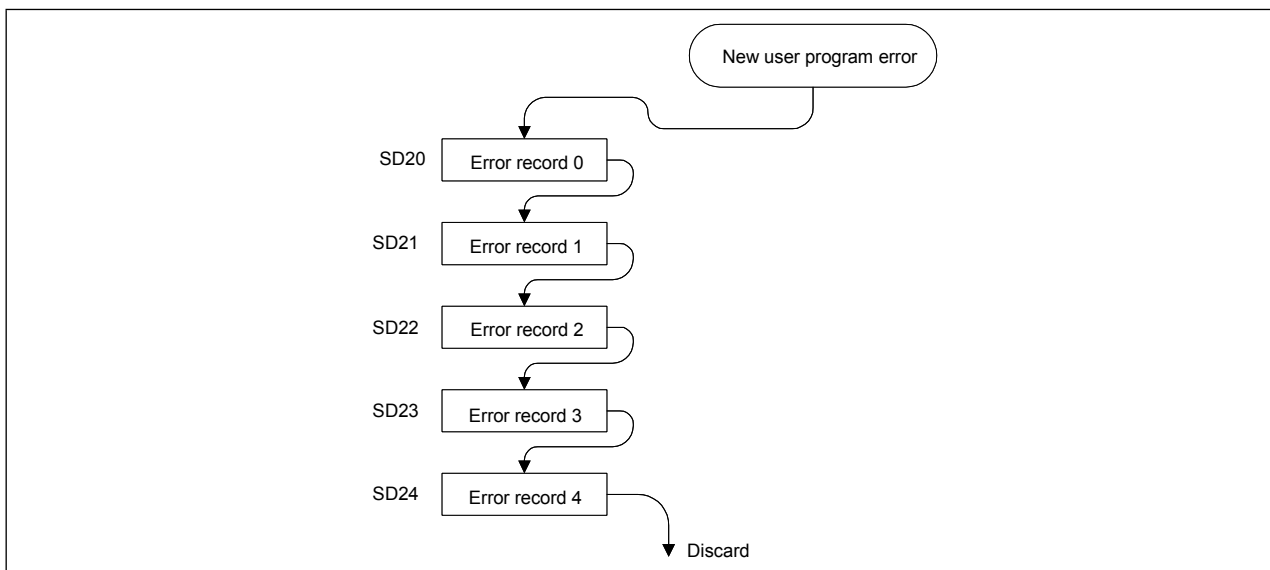 New user program error
SD20 Error record 0
SD21 Error record 1
SD22 Error record 2
SD23 Error record 3
SD24 Error record 4
Discard